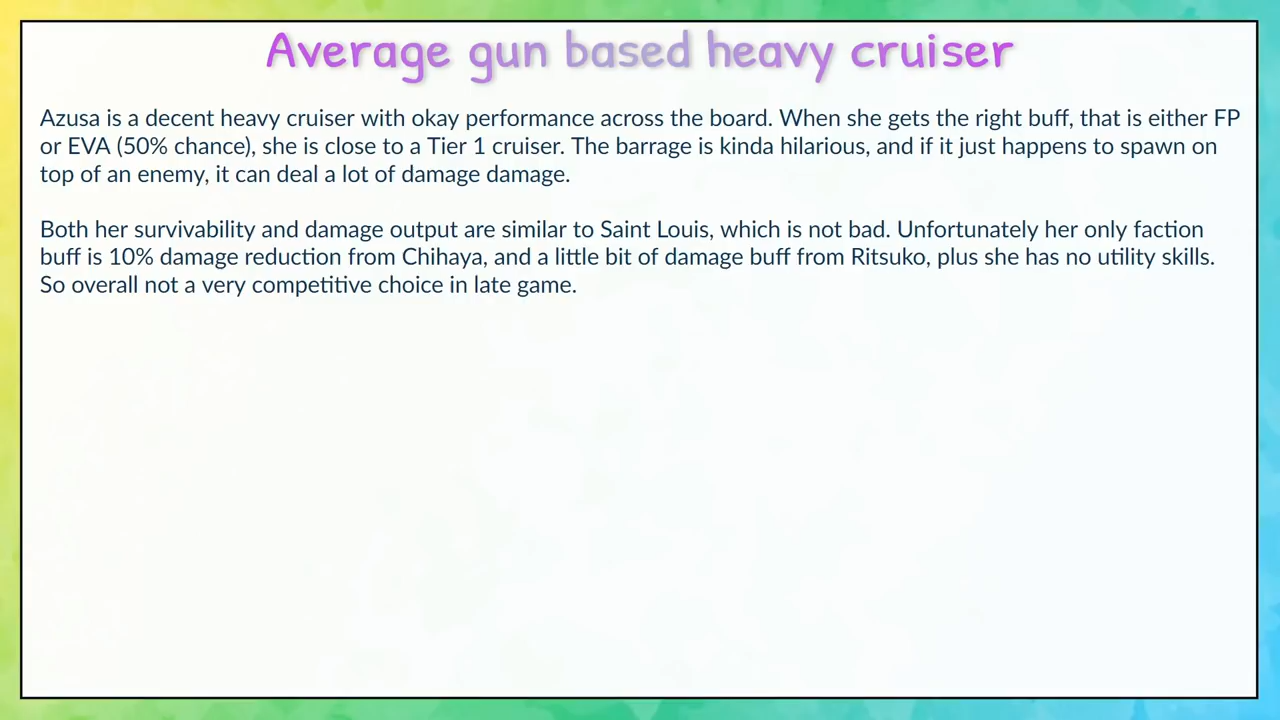 Average gun based heavy cruiser
Azusa is a decent heavy cruiser with okay performance across the board. When she gets the right buff, that is either FP
or EVA (50% chance), she is close to a Tier 1 cruiser. The barrage is kinda hilarious, and if it just happens to spawn on
top of an enemy, it can deal a lot of damage damage.
Both her survivability and damage output are similar to Saint Louis, which is not bad. Unfortunately her only faction
buff is 10% damage reduction from Chihaya, and a little bit of damage buff from Ritsuko, plus she has no utility skills.
So overall not a very competitive choice in late game.